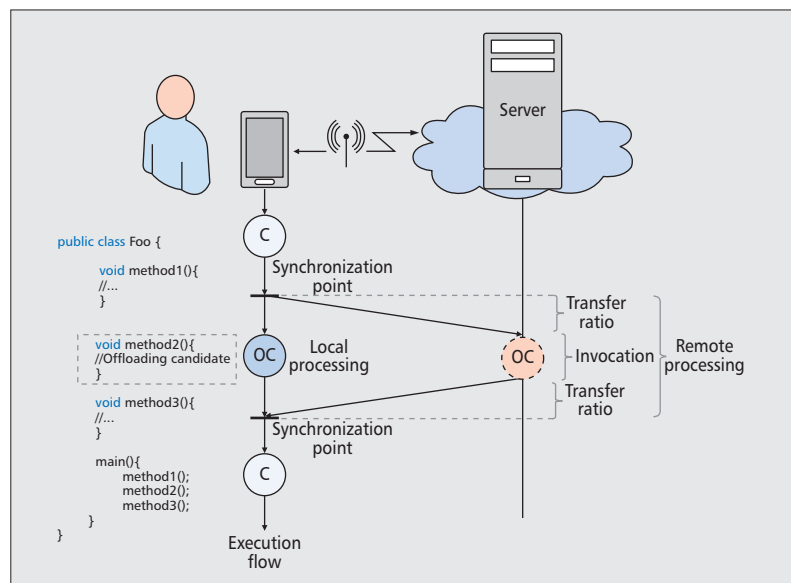 Server
C
public class Foo {
void method1(){
//...
}
Synchronization
point
Transfer
ratio
void method2(){
//Offloading candidate
}
OC
Local
processing
OC
Invocation
Remote
processing
Transfer
ratio
void method3(){
//...
}
Synchronization
point
main(){
method1();
method2();
method3();
}
}
C
Execution
flow